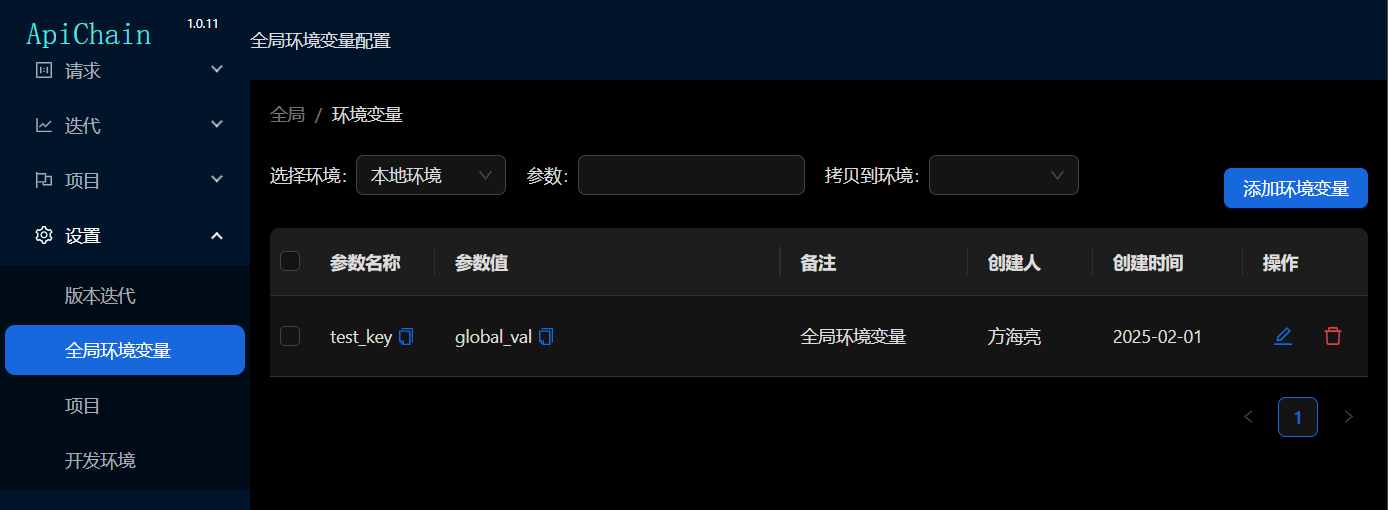 ApiChain 1.0.11
请求
迭代
项目
设置
版本迭代
全局环境变量
项目
开发环境
全局环境变量配置
全局 / 环境变量
选择环境: 本地环境 参数: 拷贝到环境:
添加环境变量
参数名称 参数值 备注 创建人 创建时间 操作
test_key global_val 全局环境变量 方海亮 2025-02-01
< 1 >